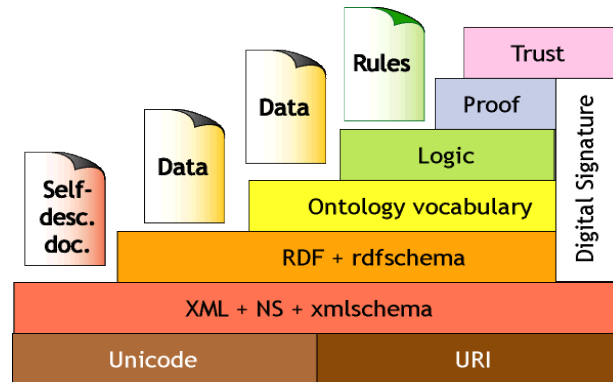 Rules
Trust
Data
Proof
Data
Logic
Self-
desc.
doc.
Ontology vocabulary
Digital Signature
RDF + rdfschema
XML + NS + xmlschema
Unicode
URI